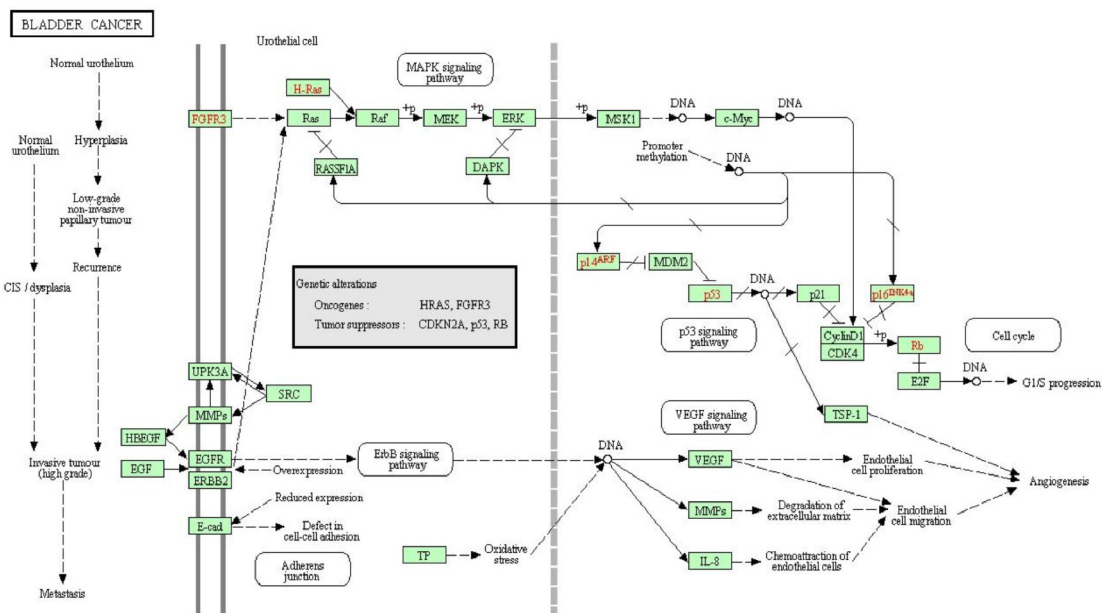 BLADDER CANCER
Normal urothelium
Normal
urothelium
Hyperplasia
Low-grade
non-invasive
papillary tumour
Recurrence
CIS / dysplasia
Invasive tumour
(high grade)
Metastasis
Urothelial cell
MAPK signaling
pathway
H-Ras
FGFR3
Ras
Raf
+p
MEK
+p
ERK
+p
MSK1
DNA
c-Myc
DNA
RASSF1A
DAPK
Promoter
methylation
DNA
p14ARF
MDM2
p53
DNA
p21
p16INK4a
p53 signaling
pathway
CyclinD1
CDK4
+p
Rb
E2F
Cell cycle
DNA
G1/S progression
Genetic alterations
Oncogenes : HRAS, FGFR3
Tumor suppressors : CDKN2A, p53, RB
UPK3A
SRC
MMPs
HBEGF
EGF
EGFR
ERBB2
Overexpression
ErbB signaling
pathway
Reduced expression
E-cad
Defect in
cell-cell adhesion
Adherens
junction
TP
Oxidative
stress
DNA
VEGF signaling
pathway
TSP-1
VEGF
Endothelial
cell proliferation
Angiogenesis
MMPs
Degradation of
extracellular matrix
Endothelial
cell migration
IL-8
Chemoattraction of
endothelial cells